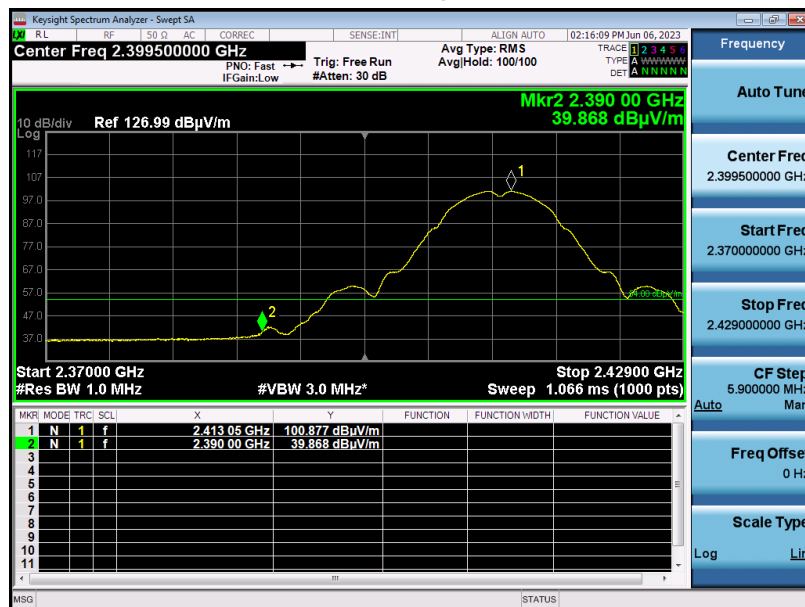 Keysight Spectrum Analyzer - Swept SA
LXI RL RF 50 Ω AC CORREC SENSE:INT ALIGN AUTO 02:16:09 PM Jun 06, 2023
Center Freq 2.399500000 GHz
PNO: Fast
IFGain:Low
Trig: Free Run
#Atten: 30 dB
Avg Type: RMS
Avg|Hold: 100/100
TRACE 1 2 3 4 5 6
TYPE A W W W W W
DET A N N N N N
Frequency
Auto Tune
Center Freq
2.399500000 GHz
Start Freq
2.370000000 GHz
Stop Freq
2.429000000 GHz
CF Step
5.900000 MHz
Auto Man
Freq Offset
0 Hz
Scale Type
Log Lin
Mkr2 2.390 00 GHz
39.868 dBµV/m
10 dB/div Ref 126.99 dBµV/m
Log
117
107
97.0
87.0
77.0
67.0
57.0
47.0
37.0
1
2
Start 2.37000 GHz Stop 2.42900 GHz
#Res BW 1.0 MHz #VBW 3.0 MHz* Sweep 1.066 ms (1000 pts)
MKR MODE TRC SCL X Y FUNCTION FUNCTION WIDTH FUNCTION VALUE
1 N 1 f 2.413 05 GHz 100.877 dBµV/m
2 N 1 f 2.390 00 GHz 39.868 dBµV/m
3
4
5
6
7
8
9
10
11
MSG STATUS